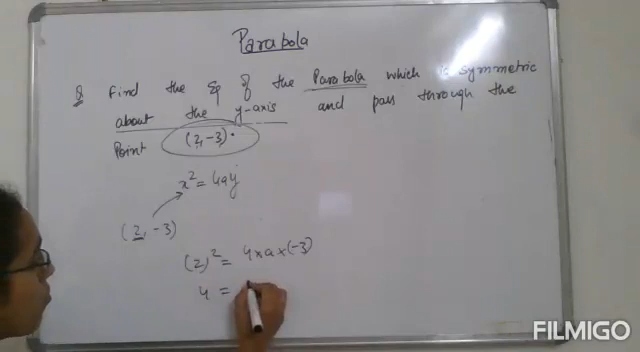 Parabola
Q Find the eq of the Parabola which is symmetric
about the y-axis and pass through the
Point (2, -3).
x² = 4ay
(2, -3)
(2)² = 4 × a × (-3)
4 =
FILMIGO